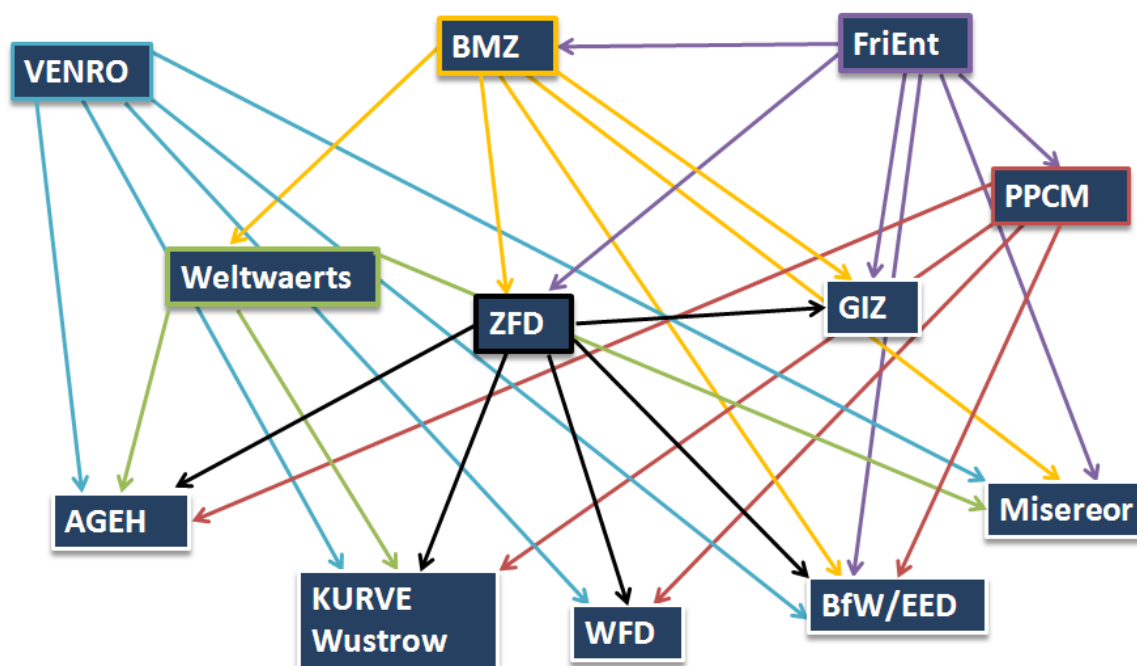 VENRO
BMZ
FriEnt
PPCM
Weltwaerts
ZFD
GIZ
AGEH
Misereor
KURVE
Wustrow
WFD
BfW/EED